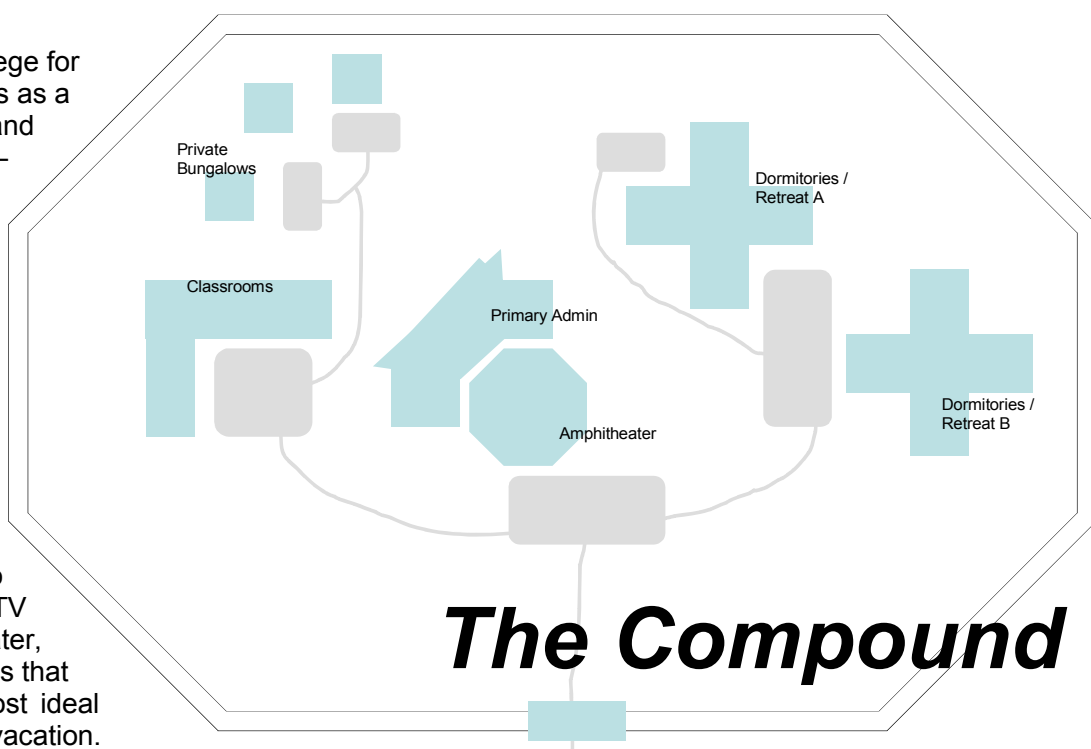 ege for
s as a
and
–
Private
Bungalows
Classrooms
Primary Admin
Amphitheater
Dormitories /
Retreat A
Dormitories /
Retreat B
TV
ter,
s that
ost ideal
vacation.
The Compound